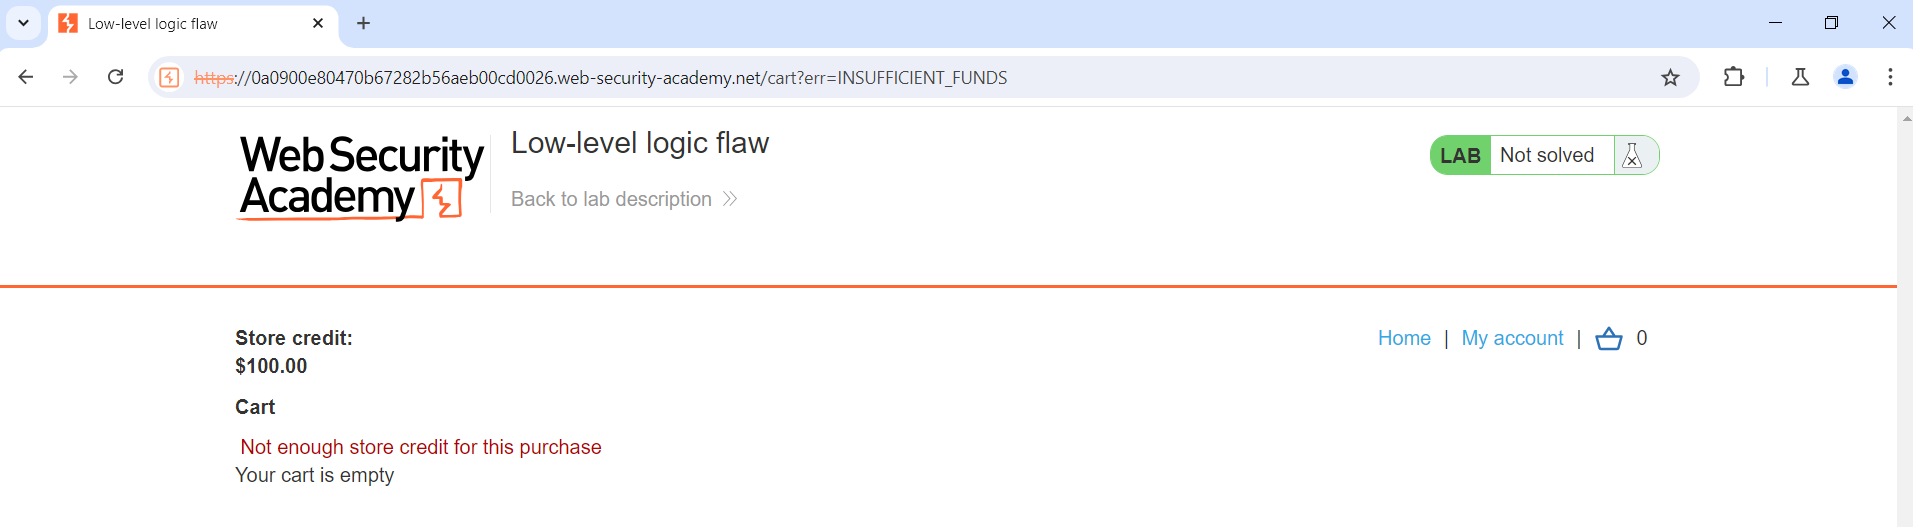 Low-level logic flaw
https://0a0900e80470b67282b56aeb00cd0026.web-security-academy.net/cart?err=INSUFFICIENT_FUNDS
Web Security
Academy
Low-level logic flaw
Back to lab description
LAB Not solved
Store credit:
$100.00
Home | My account | 0
Cart
Not enough store credit for this purchase
Your cart is empty